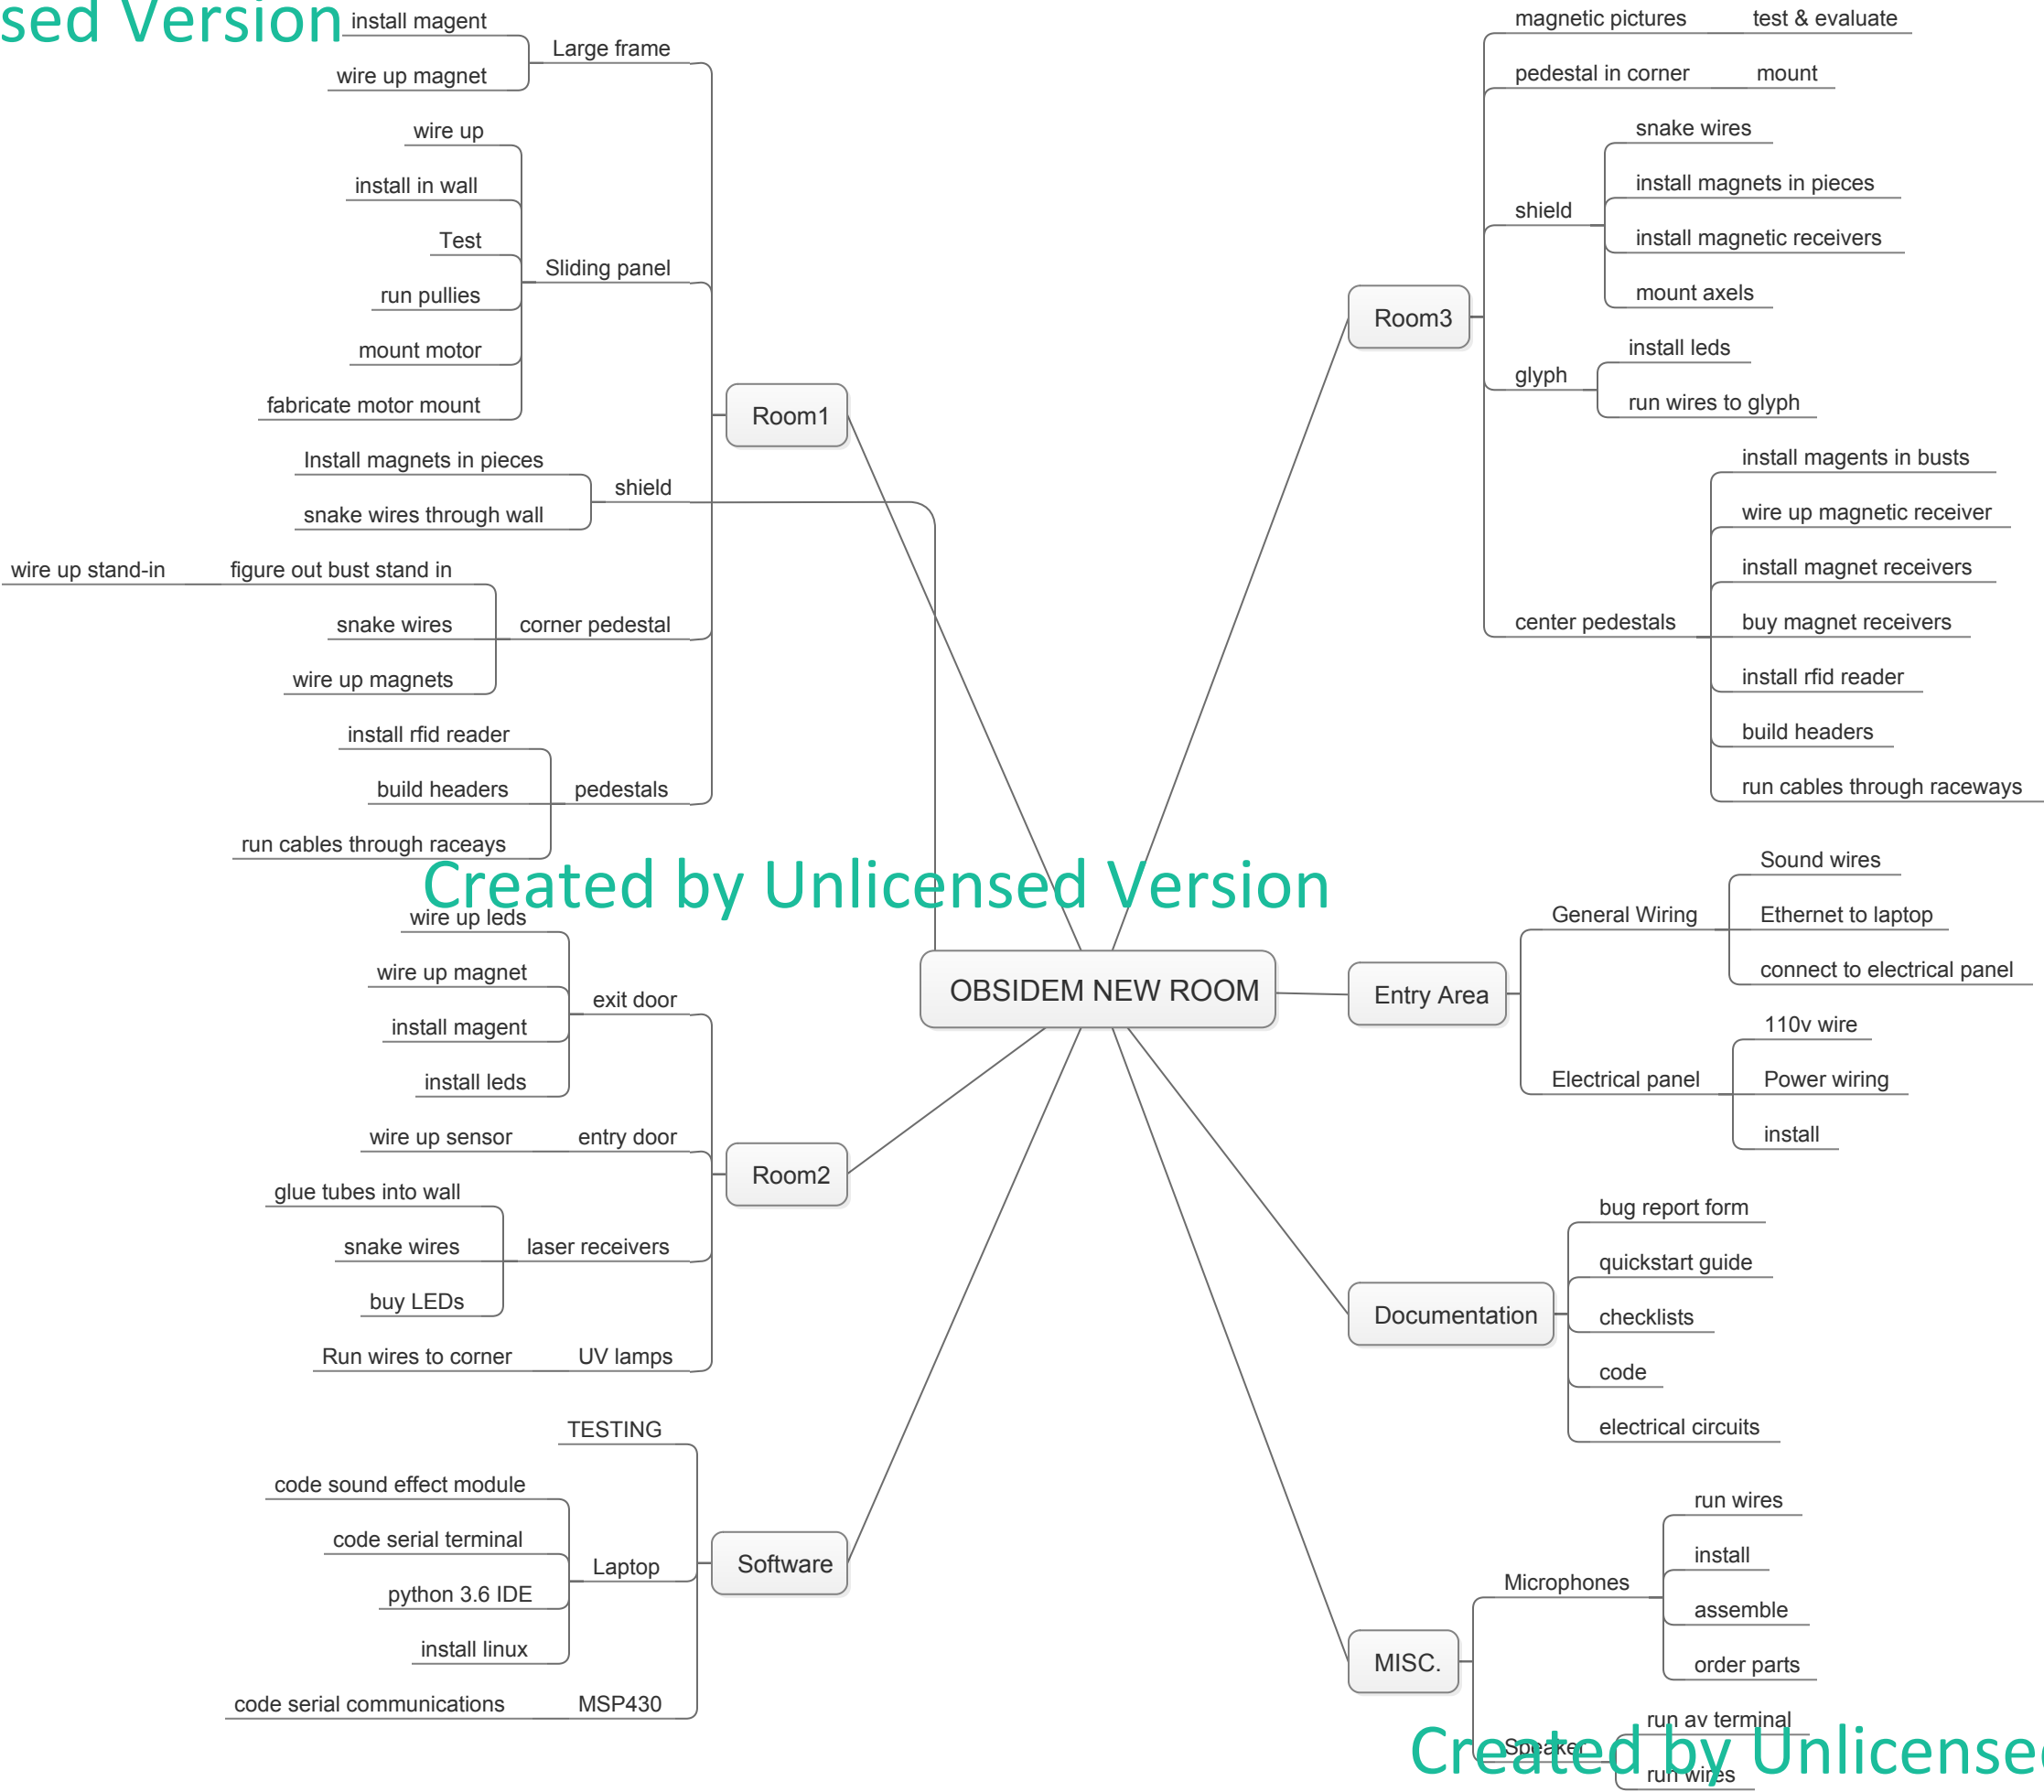 sed Version
install magent
Large frame
wire up magnet
wire up
install in wall
Test
Sliding panel
run pullies
mount motor
fabricate motor mount
Room1
Install magnets in pieces
shield
snake wires through wall
wire up stand-in
figure out bust stand in
snake wires
corner pedestal
wire up magnets
install rfid reader
build headers
pedestals
run cables through raceays
Created by Unlicensed Version
wire up leds
wire up magnet
exit door
install magent
install leds
wire up sensor
entry door
Room2
glue tubes into wall
snake wires
laser receivers
buy LEDs
Run wires to corner
UV lamps
TESTING
code sound effect module
code serial terminal
Laptop
Software
python 3.6 IDE
install linux
code serial communications
MSP430
OBSIDEM NEW ROOM
magnetic pictures
test & evaluate
pedestal in corner
mount
snake wires
install magnets in pieces
shield
install magnetic receivers
mount axels
Room3
install leds
glyph
run wires to glyph
install magents in busts
wire up magnetic receiver
install magnet receivers
center pedestals
buy magnet receivers
install rfid reader
build headers
run cables through raceways
Sound wires
General Wiring
Ethernet to laptop
connect to electrical panel
Entry Area
110v wire
Electrical panel
Power wiring
install
bug report form
quickstart guide
Documentation
checklists
code
electrical circuits
run wires
install
Microphones
assemble
order parts
MISC.
run av terminal
Speaker
run wires
Created by Unlicensed